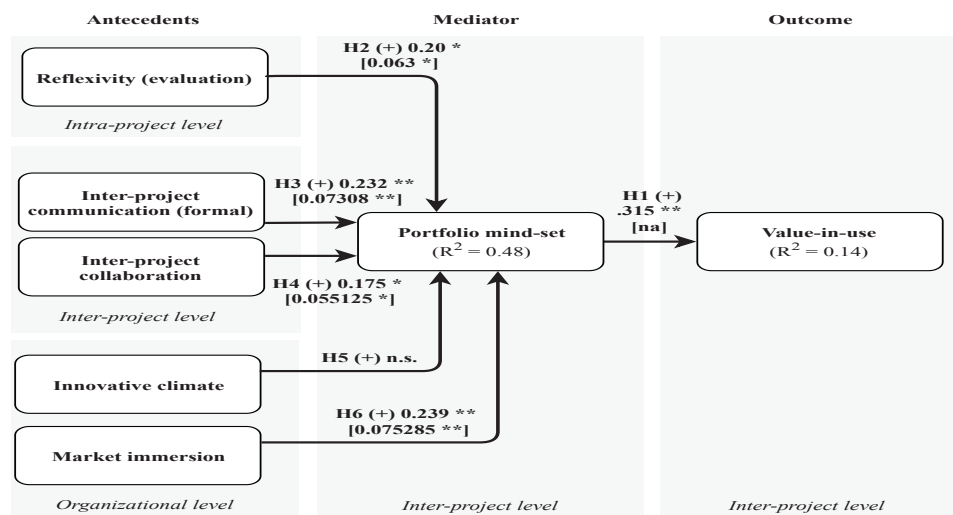 Antecedents
Mediator
Outcome
H2 (+) 0.20 *
[0.063 *]
Reflexivity (evaluation)
Intra-project level
Inter-project
communication (formal)
H3 (+) 0.232 **
[0.07308 **]
Inter-project
collaboration
H4 (+) 0.175 *
[0.055125 *]
Inter-project level
Portfolio mind-set
(R² = 0.48)
H1 (+)
.315 **
[na]
Value-in-use
(R² = 0.14)
H5 (+) n.s.
Innovative climate
H6 (+) 0.239 **
[0.075285 **]
Market immersion
Organizational level
Inter-project level
Inter-project level